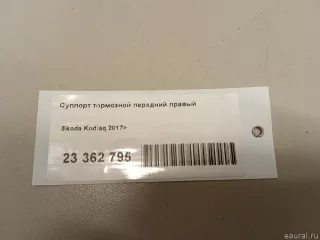 Суппорт тормозной передний правый
Skoda Kodiaq 2017>
23 362 795
eaural.ru